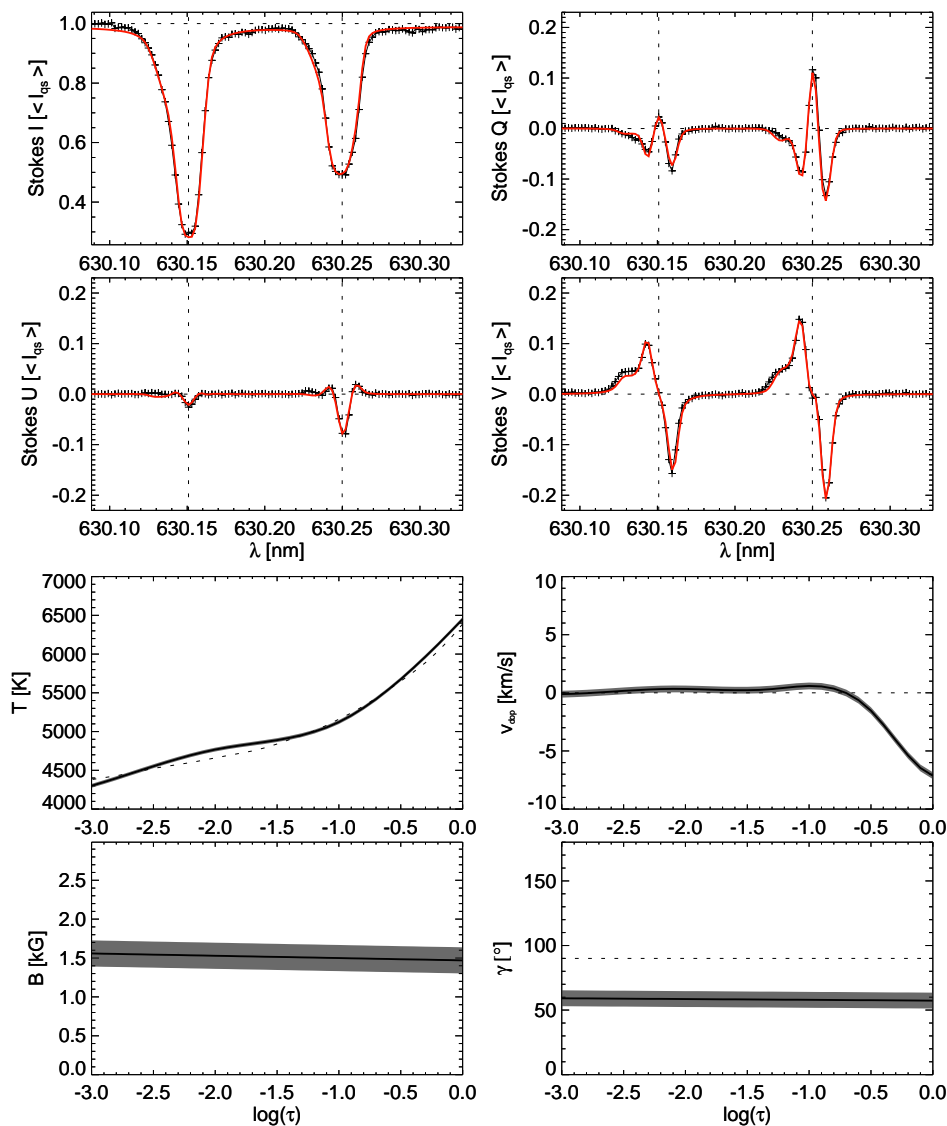 1.0
0.8
0.6
0.4
Stokes I [< I_qs >]
630.10 630.15 630.20 630.25 630.30
0.2
0.1
0.0
-0.1
-0.2
Stokes Q [< I_qs >]
630.10 630.15 630.20 630.25 630.30
0.2
0.1
0.0
-0.1
-0.2
Stokes U [< I_qs >]
630.10 630.15 630.20 630.25 630.30
λ [nm]
0.2
0.1
0.0
-0.1
-0.2
Stokes V [< I_qs >]
630.10 630.15 630.20 630.25 630.30
λ [nm]
7000
6500
6000
5500
5000
4500
4000
T [K]
-3.0 -2.5 -2.0 -1.5 -1.0 -0.5 0.0
10
5
0
-5
-10
v_dop [km/s]
-3.0 -2.5 -2.0 -1.5 -1.0 -0.5 0.0
2.5
2.0
1.5
1.0
0.5
0.0
B [kG]
-3.0 -2.5 -2.0 -1.5 -1.0 -0.5 0.0
log(τ)
150
100
50
0
γ [°]
-3.0 -2.5 -2.0 -1.5 -1.0 -0.5 0.0
log(τ)